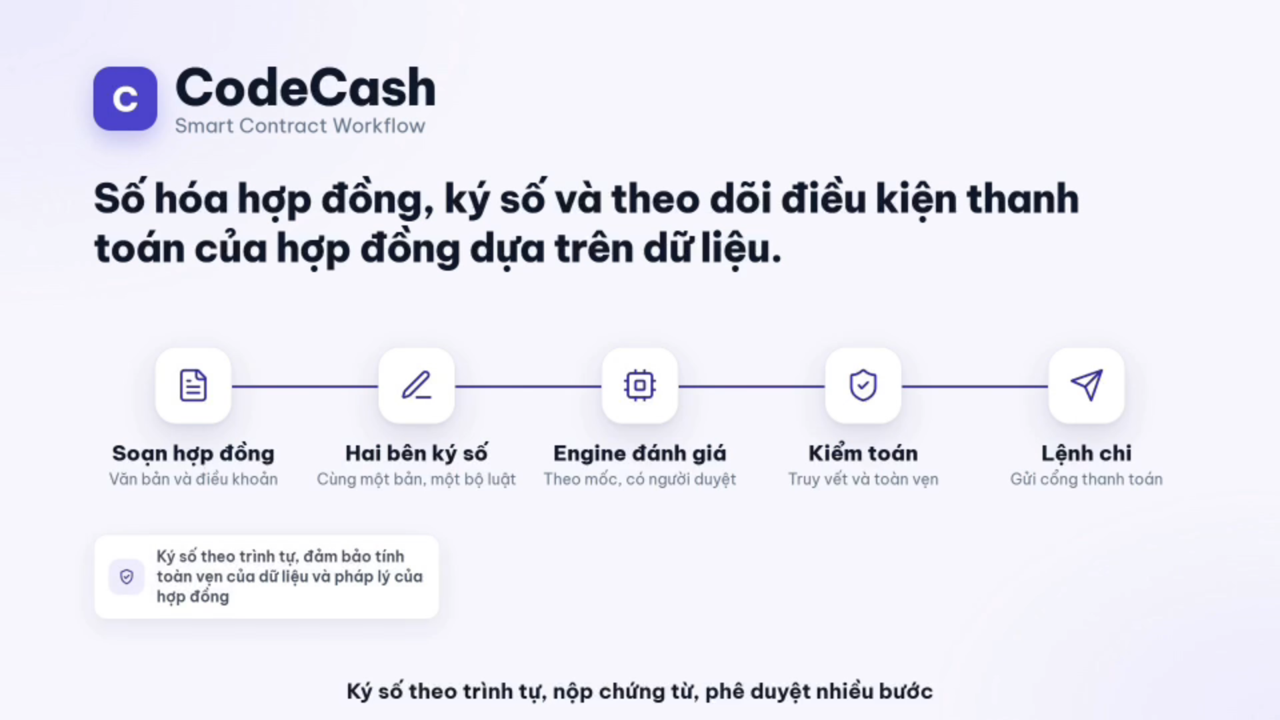 C
CodeCash
Smart Contract Workflow
Số hóa hợp đồng, ký số và theo dõi điều kiện thanh
toán của hợp đồng dựa trên dữ liệu.
Soạn hợp đồng
Văn bản và điều khoản
Hai bên ký số
Cùng một bản, một bộ luật
Engine đánh giá
Theo mốc, có người duyệt
Kiểm toán
Truy vết và toàn vẹn
Lệnh chi
Gửi cổng thanh toán
Ký số theo trình tự, đảm bảo tính
toàn vẹn của dữ liệu và pháp lý của
hợp đồng
Ký số theo trình tự, nộp chứng từ, phê duyệt nhiều bước